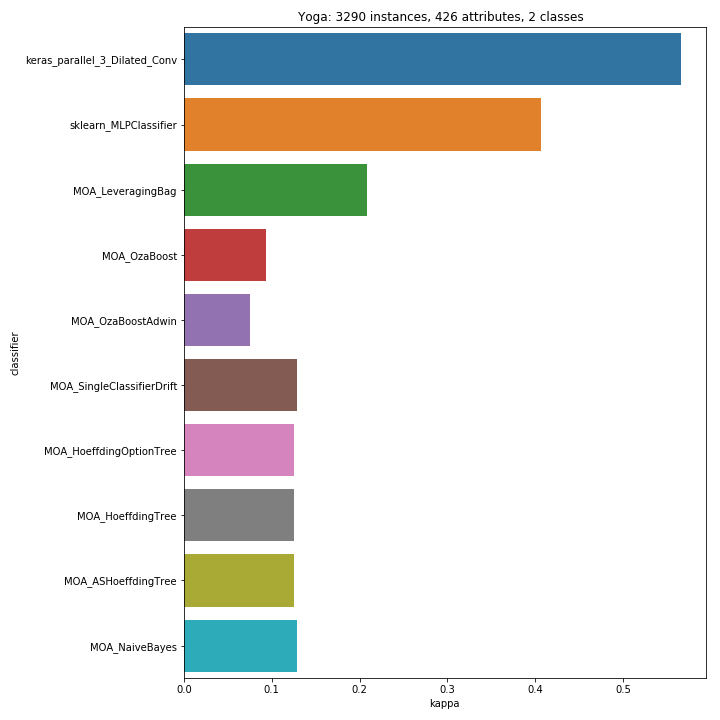 Yoga: 3290 instances, 426 attributes, 2 classes
keras_parallel_3_Dilated_Conv
sklearn_MLPClassifier
MOA_LeveragingBag
MOA_OzaBoost
MOA_OzaBoostAdwin
classifier
MOA_SingleClassifierDrift
MOA_HoeffdingOptionTree
MOA_HoeffdingTree
MOA_ASHoeffdingTree
MOA_NaiveBayes
0.0 0.1 0.2 0.3 0.4 0.5
kappa